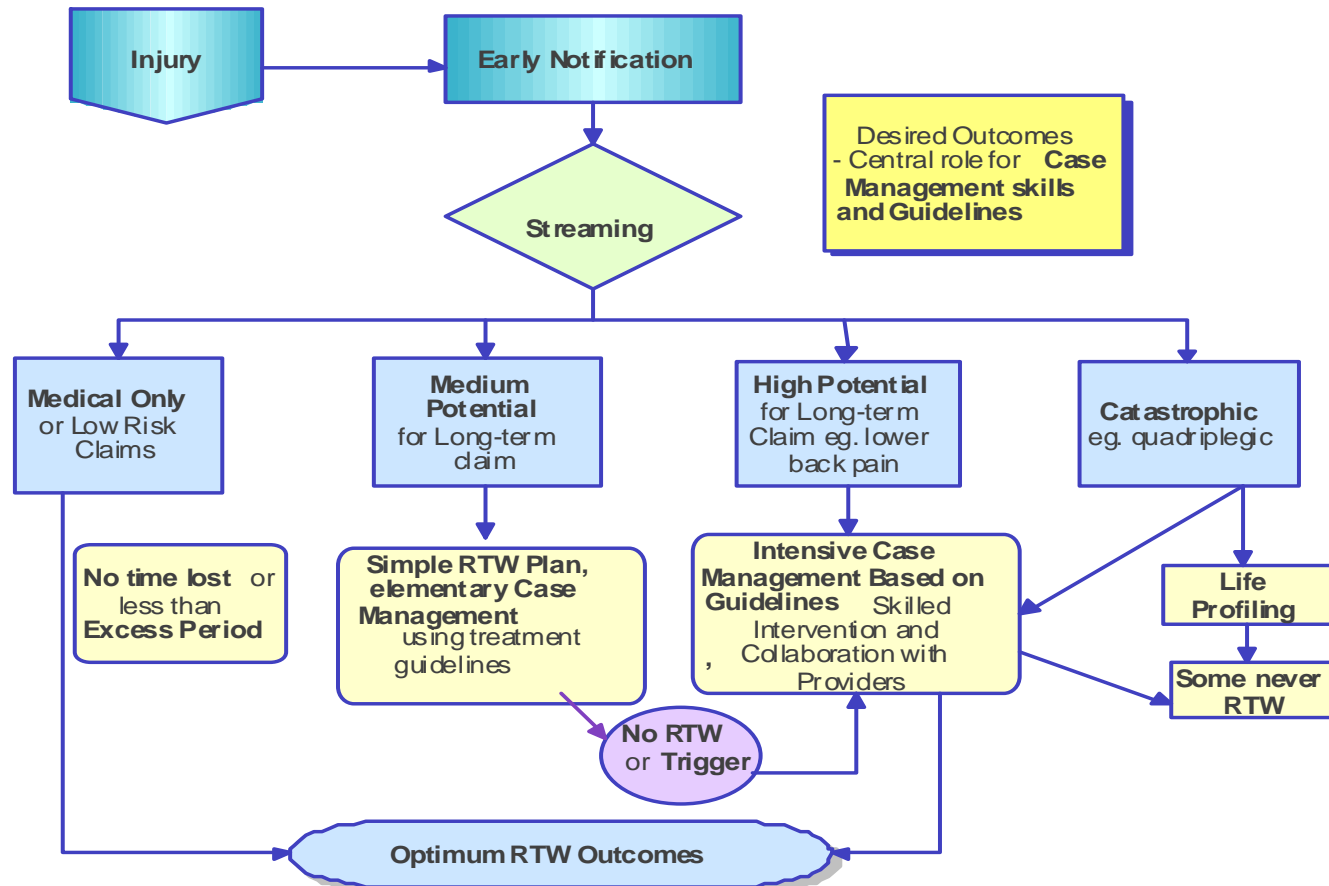 Injury
Early Notification
Desired Outcomes
- Central role for Case
Management skills
and Guidelines
Streaming
Medical Only
or Low Risk
Claims
Medium
Potential
for Long-term
claim
High Potential
for Long-term
Claim eg. lower
back pain
Catastrophic
eg. quadriplegic
No time lost or
less than
Excess Period
Simple RTW Plan,
elementary Case
Management
using treatment
guidelines
Intensive Case
Management Based on
Guidelines Skilled
Intervention and
, Collaboration with
Providers
Life
Profiling
Some never
RTW
No RTW
or Trigger
Optimum RTW Outcomes